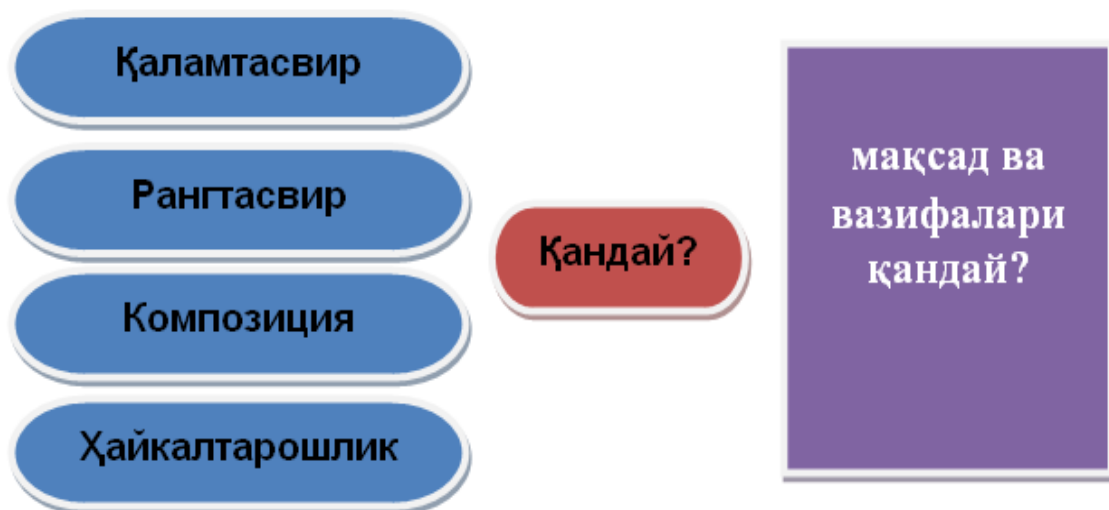 Қаламтасвир
Рангтасвир
Композиция
Ҳайкалтарошлик
Қандай?
мақсад ва
вазифалари
қандай?